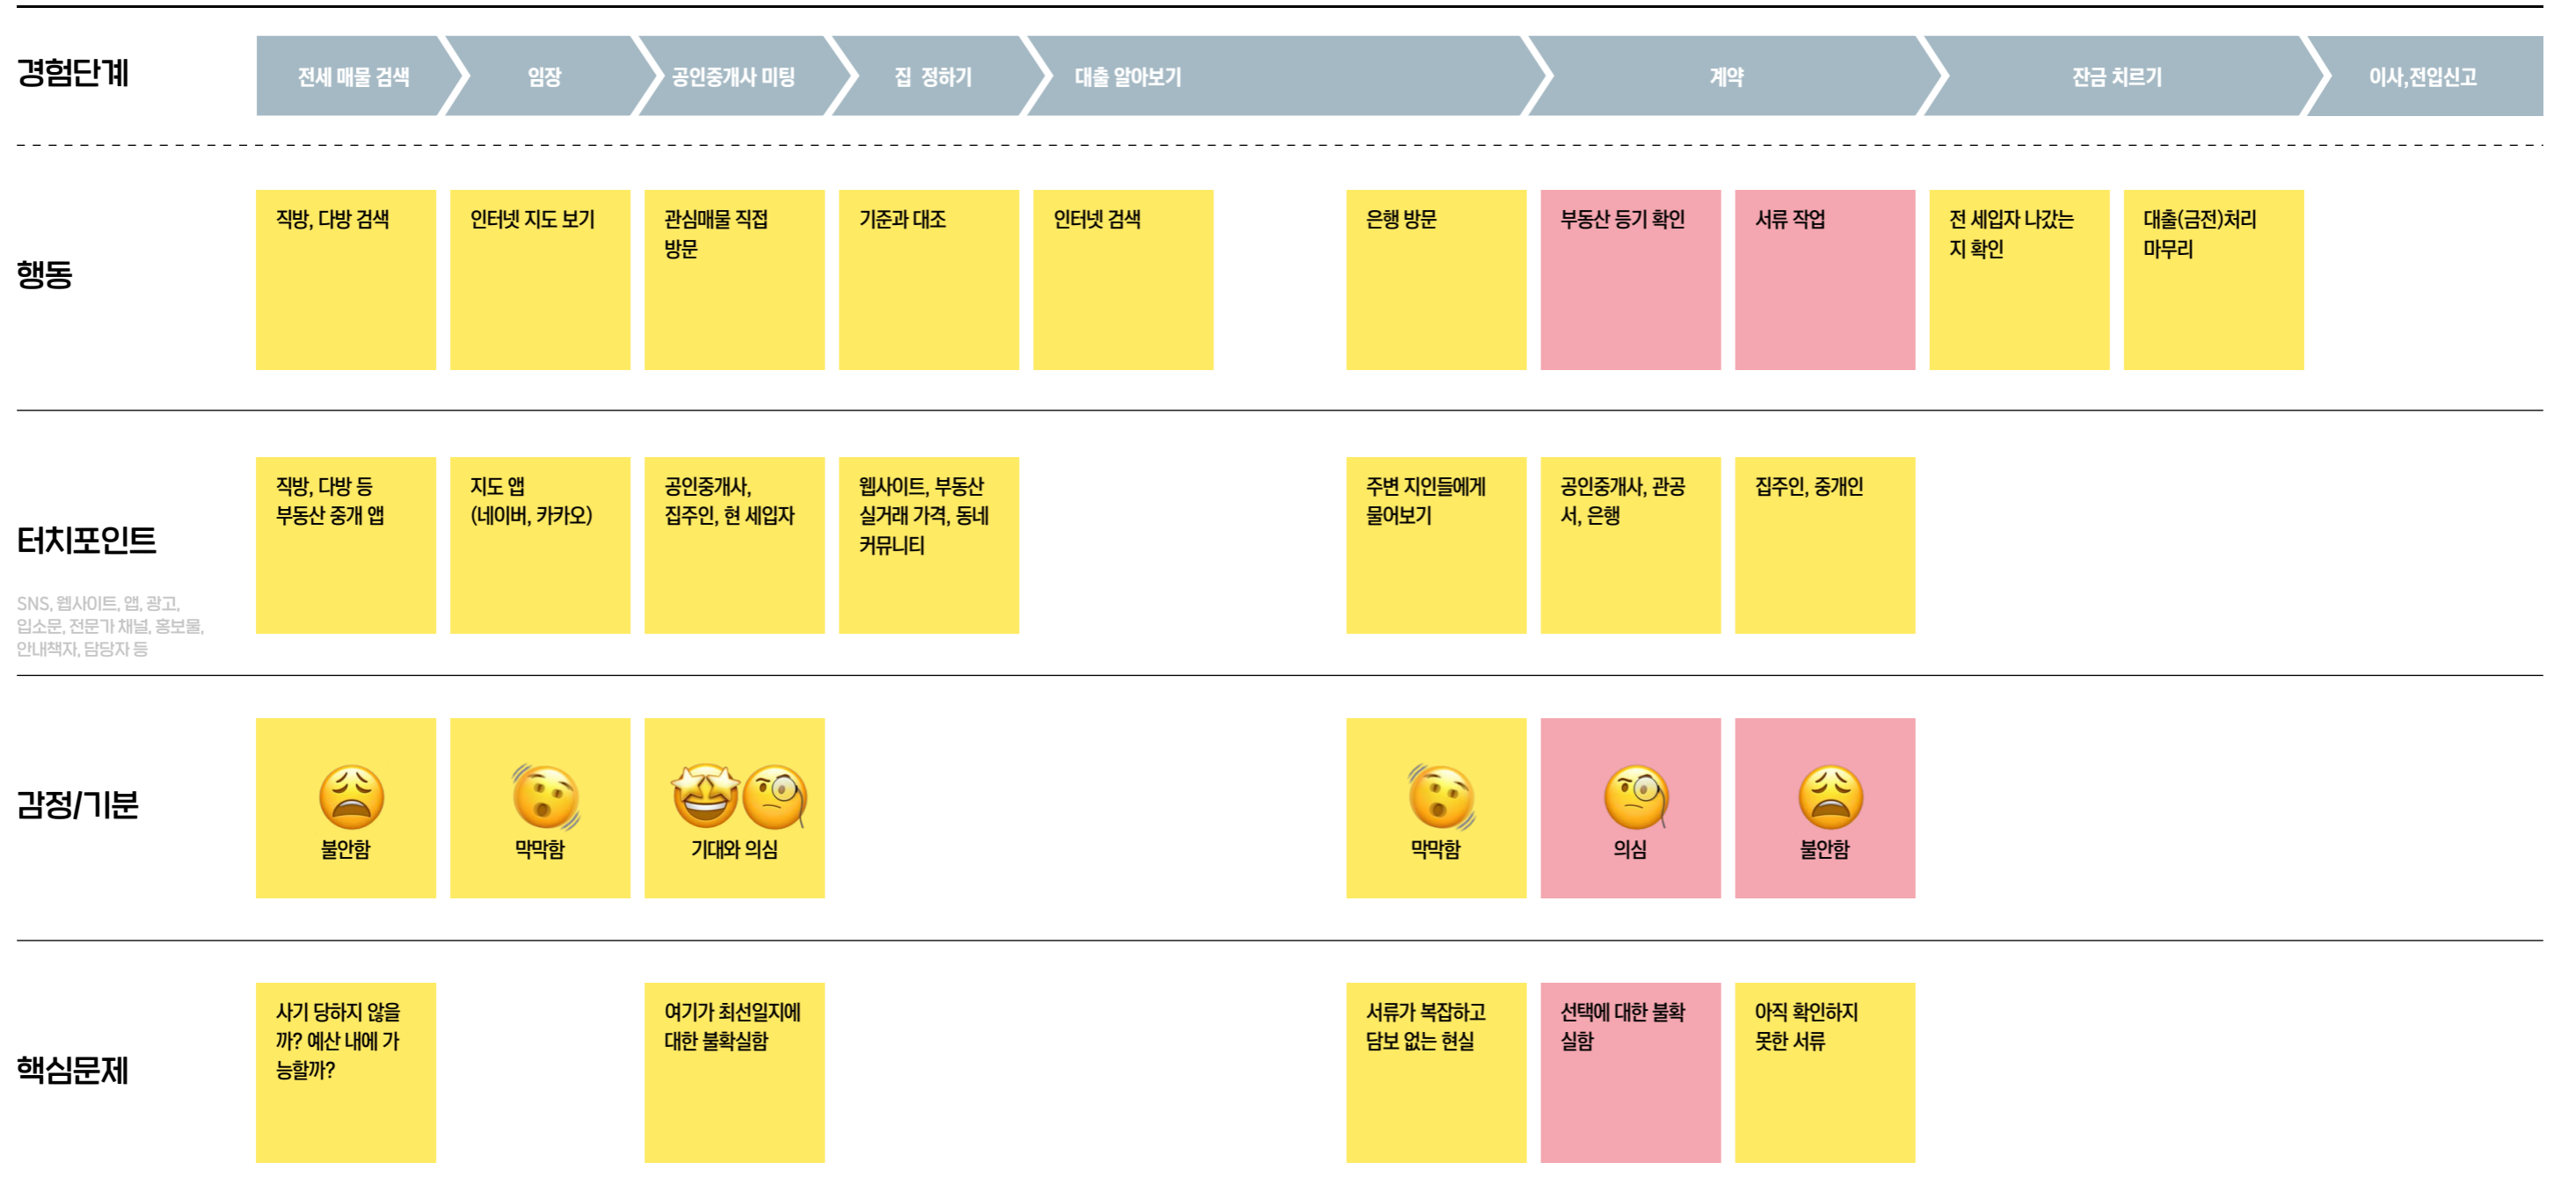 경험단계
전세 매물 검색
임장
공인중개사 미팅
집 정하기
대출 알아보기
계약
잔금 치르기
이사,전입신고
행동
직방, 다방 검색
인터넷 지도 보기
관심매물 직접
방문
기준과 대조
인터넷 검색
은행 방문
부동산 등기 확인
서류 작업
전 세입자 나갔는
지 확인
대출(금전)처리
마무리
터치포인트
SNS, 웹사이트, 앱, 광고,
입소문, 전문가 채널, 홍보물,
안내책자, 담당자 등
직방, 다방 등
부동산 중개 앱
지도 앱
(네이버, 카카오)
공인중개사,
집주인, 현 세입자
웹사이트, 부동산
실거래 가격, 동네
커뮤니티
주변 지인들에게
물어보기
공인중개사, 관공
서, 은행
집주인, 중개인
감정/기분
불안함
막막함
기대와 의심
막막함
의심
불안함
핵심문제
사기 당하지 않을
까? 예산 내에 가
능할까?
여기가 최선일지에
대한 불확실함
서류가 복잡하고
담보 없는 현실
선택에 대한 불확
실함
아직 확인하지
못한 서류